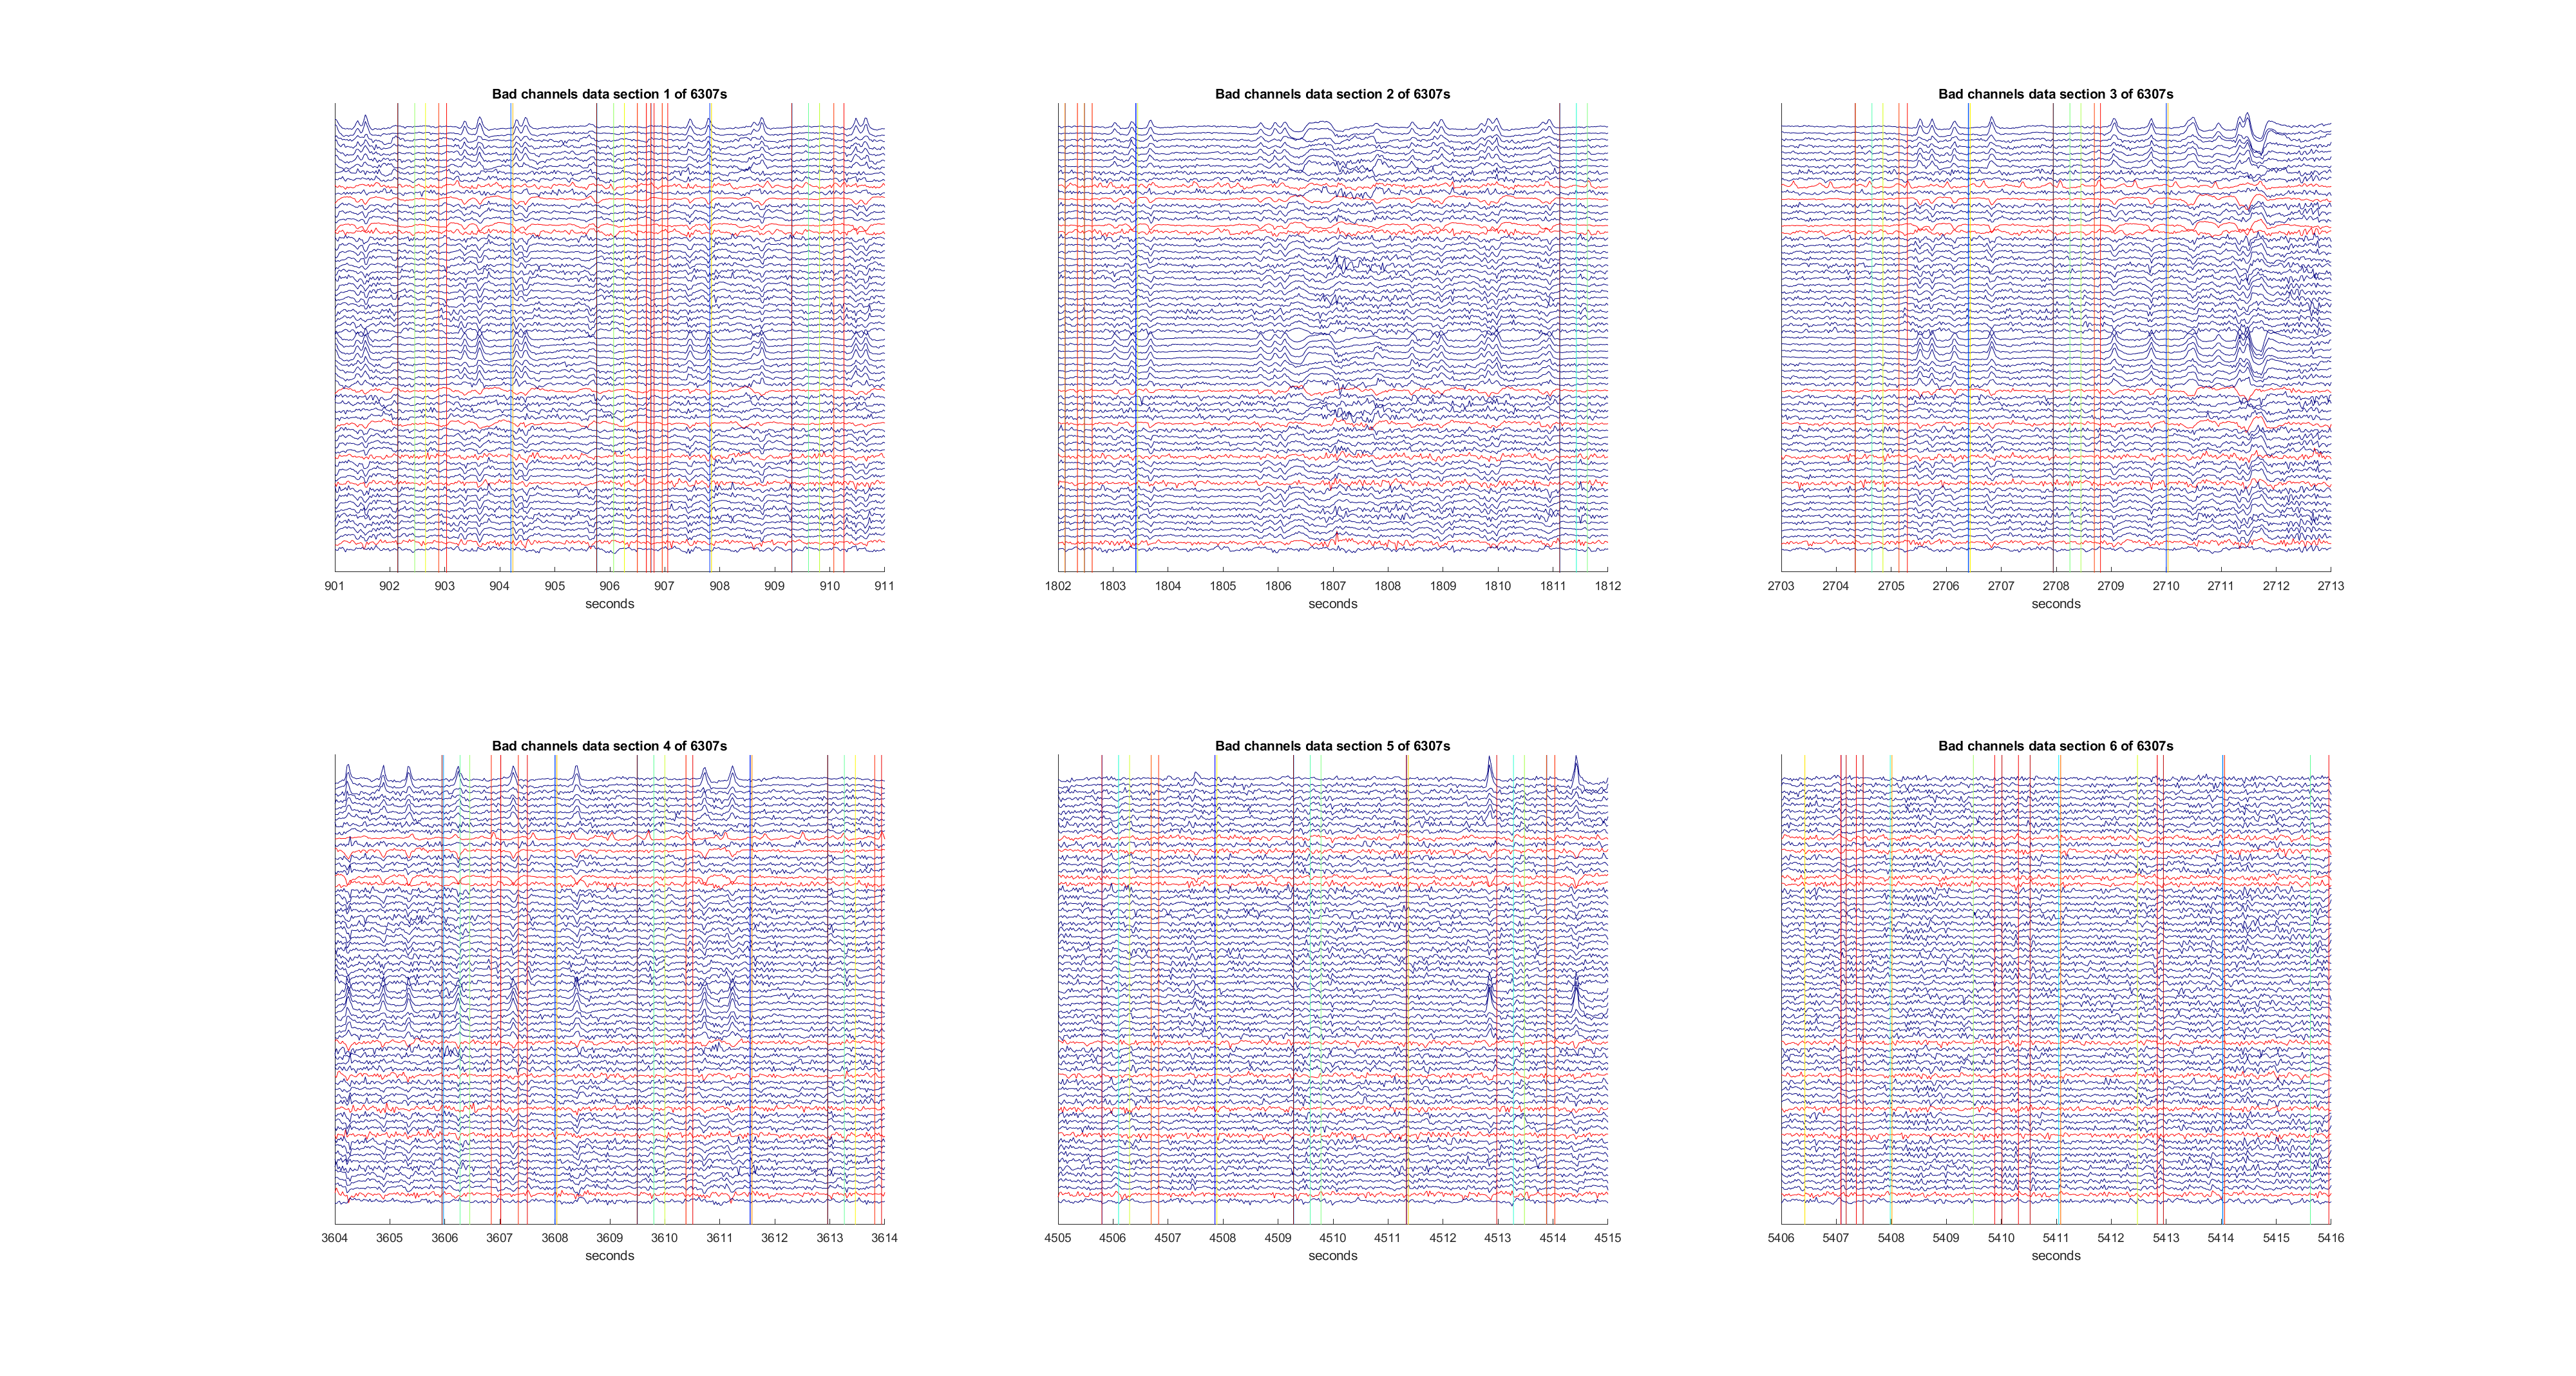 Bad channels data section 1 of 6307s
901 902 903 904 905 906 907 908 909 910 911
seconds
Bad channels data section 2 of 6307s
1802 1803 1804 1805 1806 1807 1808 1809 1810 1811 1812
seconds
Bad channels data section 3 of 6307s
2703 2704 2705 2706 2707 2708 2709 2710 2711 2712 2713
seconds
Bad channels data section 4 of 6307s
3604 3605 3606 3607 3608 3609 3610 3611 3612 3613 3614
seconds
Bad channels data section 5 of 6307s
4505 4506 4507 4508 4509 4510 4511 4512 4513 4514 4515
seconds
Bad channels data section 6 of 6307s
5406 5407 5408 5409 5410 5411 5412 5413 5414 5415 5416
seconds